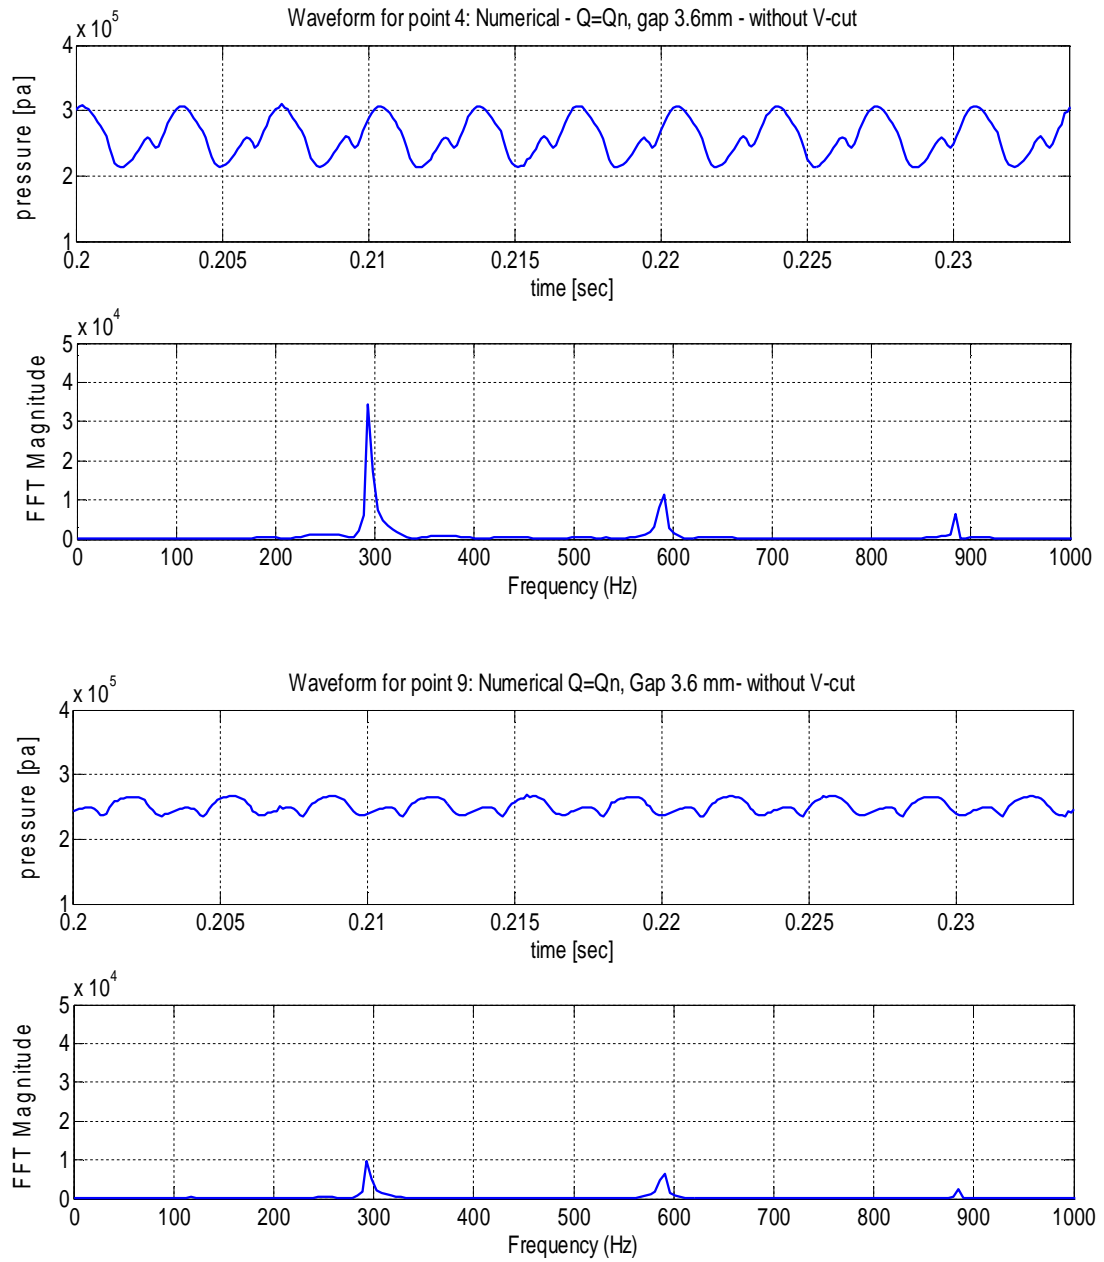 x 10^5
Waveform for point 4: Numerical - Q=Qn, gap 3.6mm - without V-cut
pressure [pa]
4
3
2
1
0.2 0.205 0.21 0.215 0.22 0.225 0.23
time [sec]
x 10^4
FFT Magnitude
5
4
3
2
1
0
0 100 200 300 400 500 600 700 800 900 1000
Frequency (Hz)
x 10^5
Waveform for point 9: Numerical Q=Qn, Gap 3.6 mm- without V-cut
pressure [pa]
4
3
2
1
0.2 0.205 0.21 0.215 0.22 0.225 0.23
time [sec]
x 10^4
FFT Magnitude
5
4
3
2
1
0
0 100 200 300 400 500 600 700 800 900 1000
Frequency (Hz)